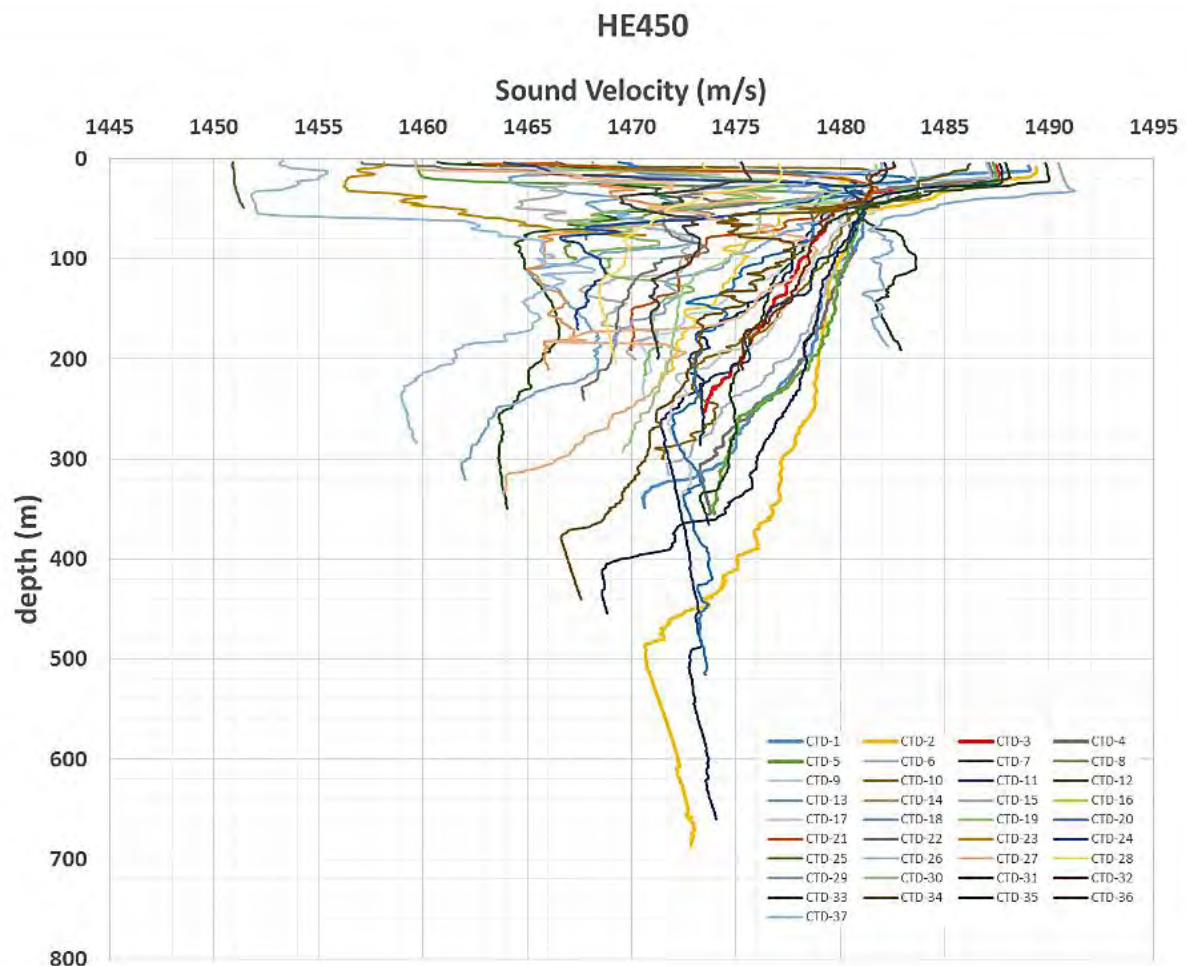 HE450
Sound Velocity (m/s)
1445 1450 1455 1460 1465 1470 1475 1480 1485 1490 1495
0
100
200
300
400
500
600
700
800
depth (m)
CTD-1 CTD-2 CTD-3 CTD-4
CTD-5 CTD-6 CTD-7 CTD-8
CTD-9 CTD-10 CTD-11 CTD-12
CTD-13 CTD-14 CTD-15 CTD-16
CTD-17 CTD-18 CTD-19 CTD-20
CTD-21 CTD-22 CTD-23 CTD-24
CTD-25 CTD-26 CTD-27 CTD-28
CTD-29 CTD-30 CTD-31 CTD-32
CTD-33 CTD-34 CTD-35 CTD-36
CTD-37